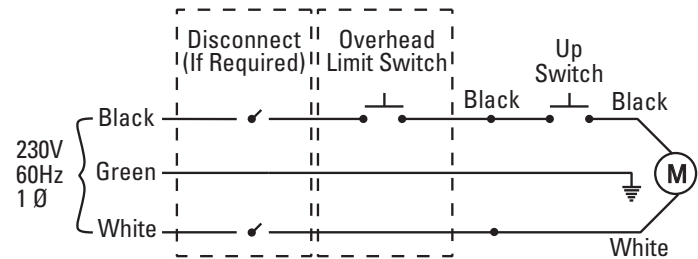 Disconnect
(If Required)
Overhead
Limit Switch
Up
Switch
Black
Black
Black
230V
60Hz
1 Ø
Green
M
White
White